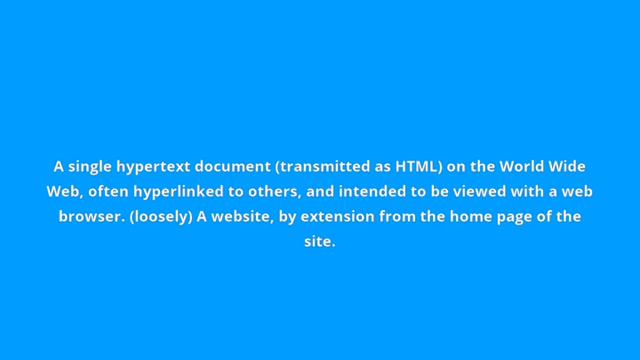 A single hypertext document (transmitted as HTML) on the World Wide
Web, often hyperlinked to others, and intended to be viewed with a web
browser. (loosely) A website, by extension from the home page of the
site.